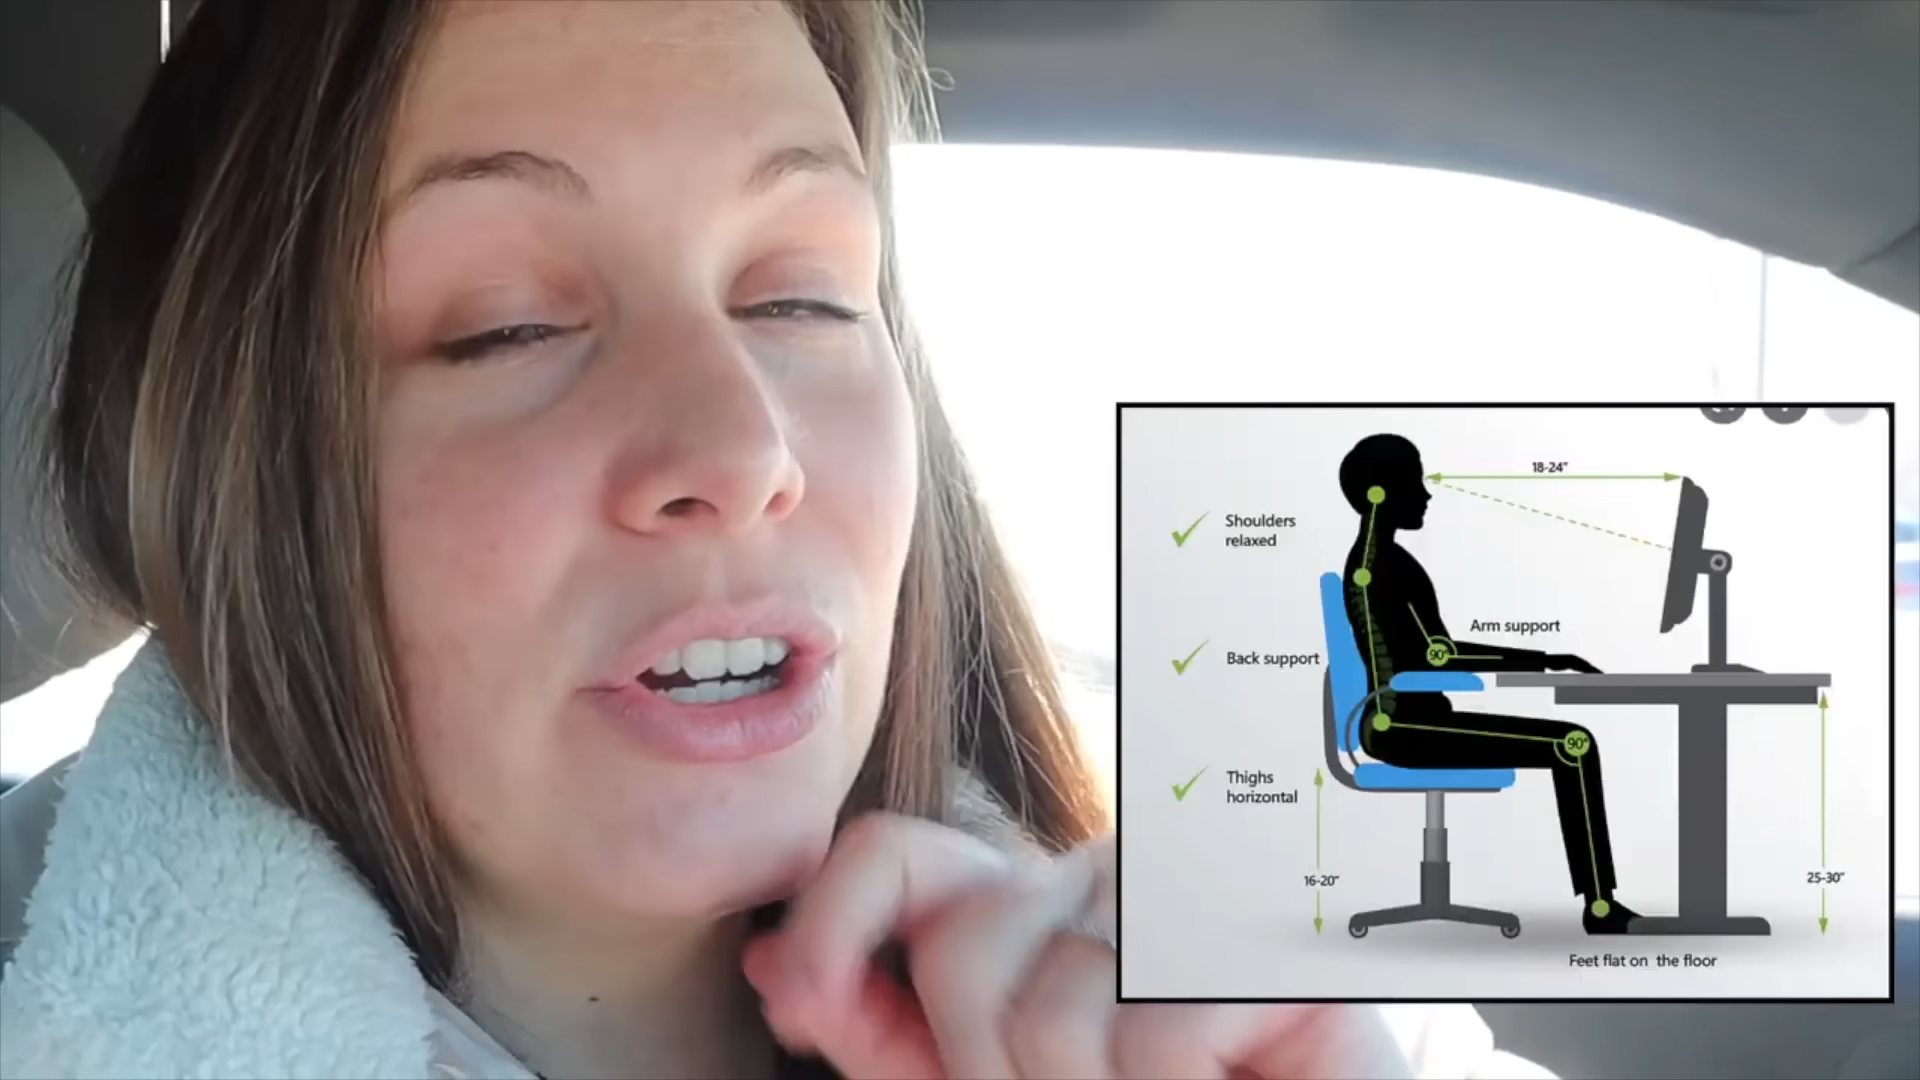 18-24"
Shoulders
relaxed
Arm support
90°
Back support
90°
Thighs
horizontal
16-20"
25-30"
Feet flat on the floor